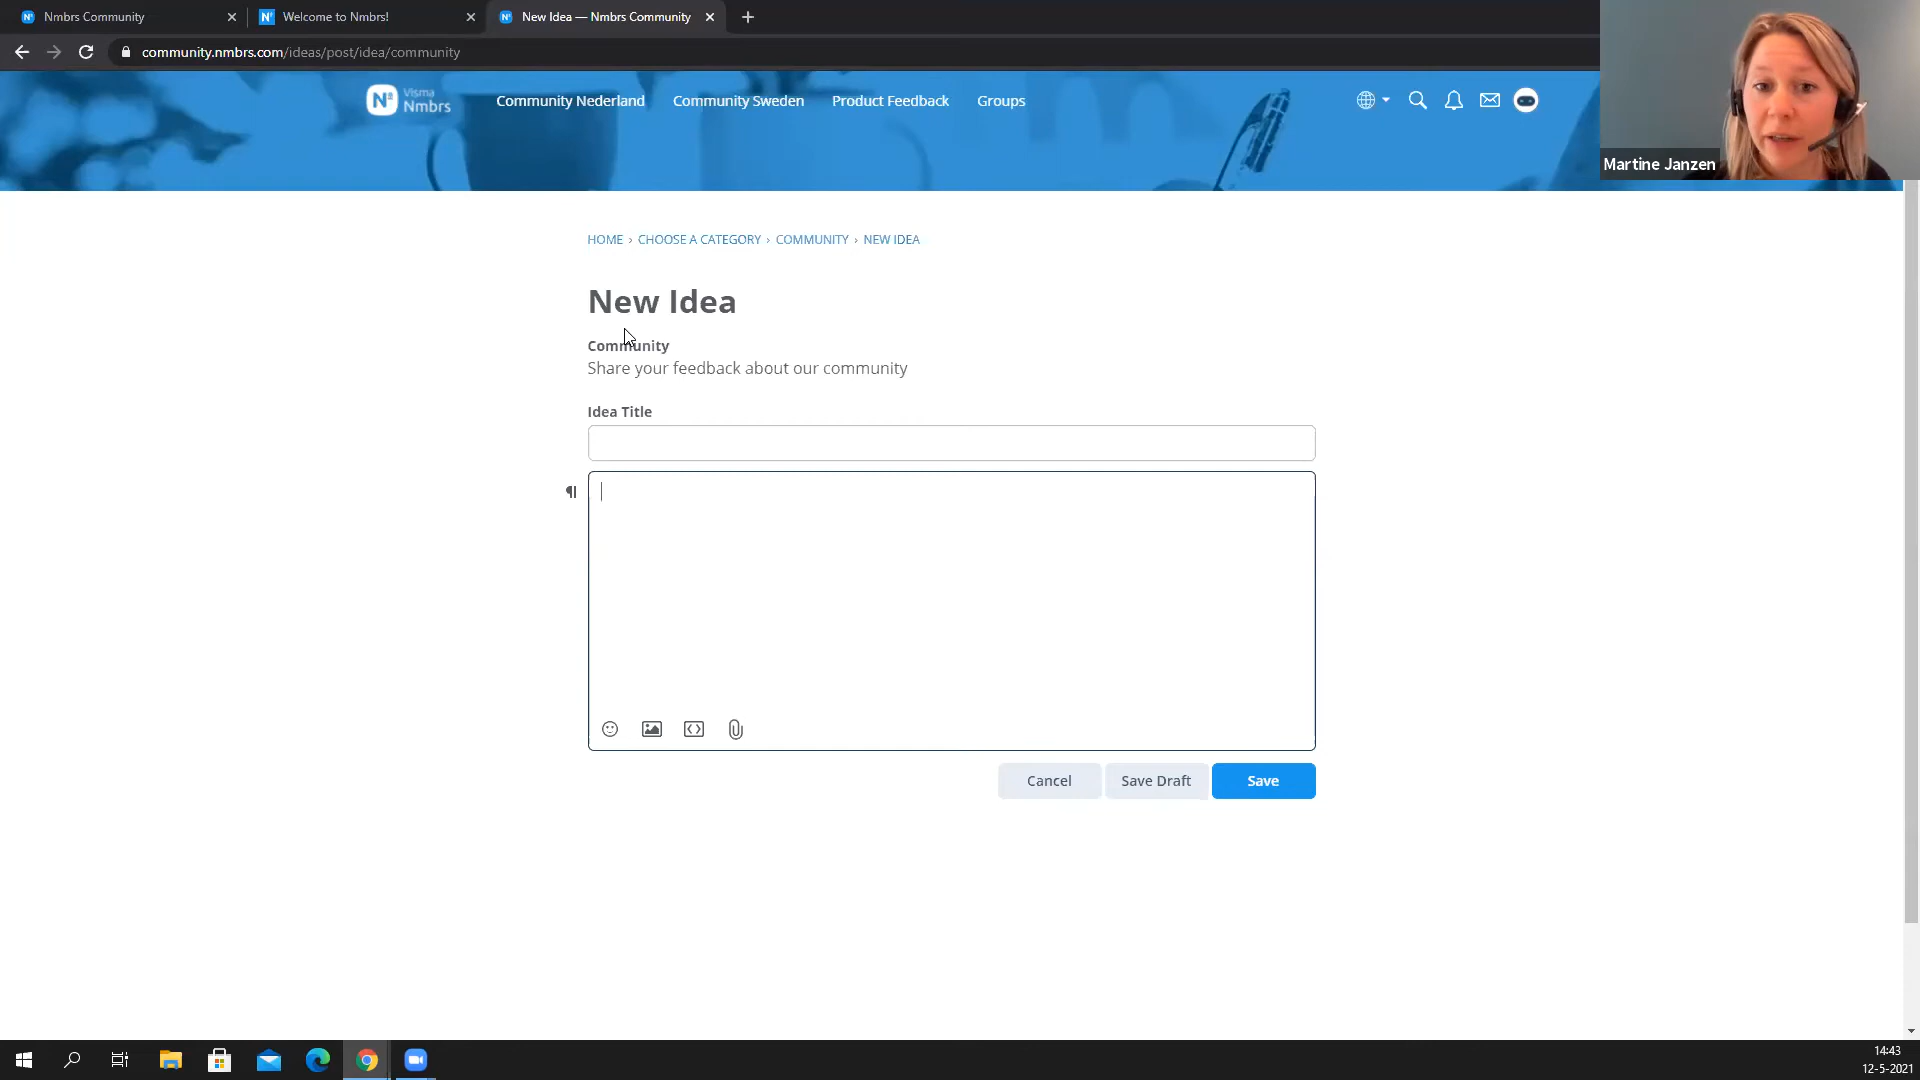 Nmbrs Community
Welcome to Nmbrs!
New Idea — Nmbrs Community
community.nmbrs.com/ideas/post/idea/community
Visma
Nmbrs
Community Nederland
Community Sweden
Product Feedback
Groups
Martine Janzen
HOME › CHOOSE A CATEGORY › COMMUNITY › NEW IDEA
New Idea
Community
Share your feedback about our community
Idea Title
Cancel
Save Draft
Save
14:43
12-5-2021